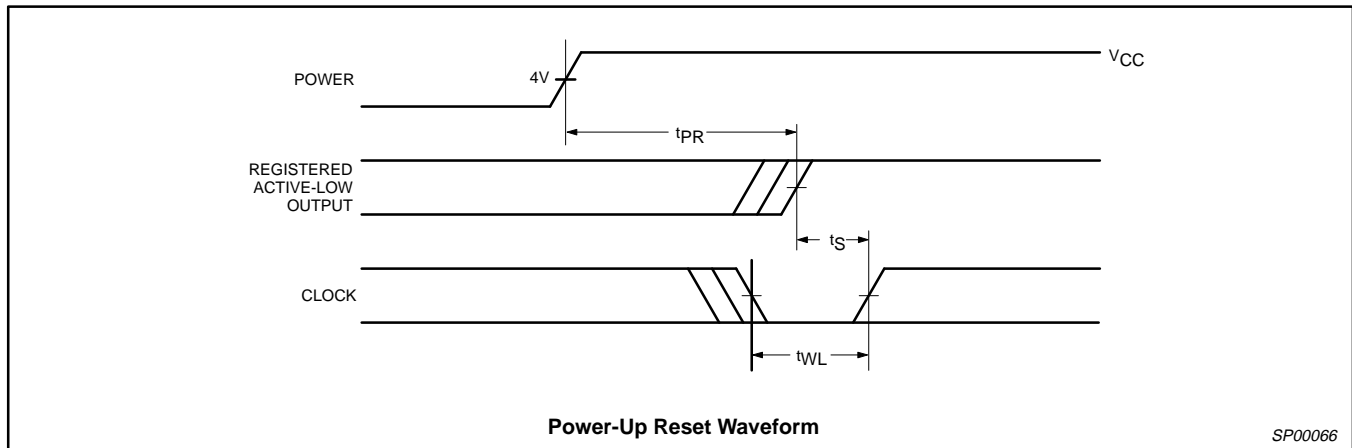 VCC
POWER
4V
tPR
REGISTERED
ACTIVE-LOW
OUTPUT
tS
CLOCK
tWL
Power-Up Reset Waveform
SP00066